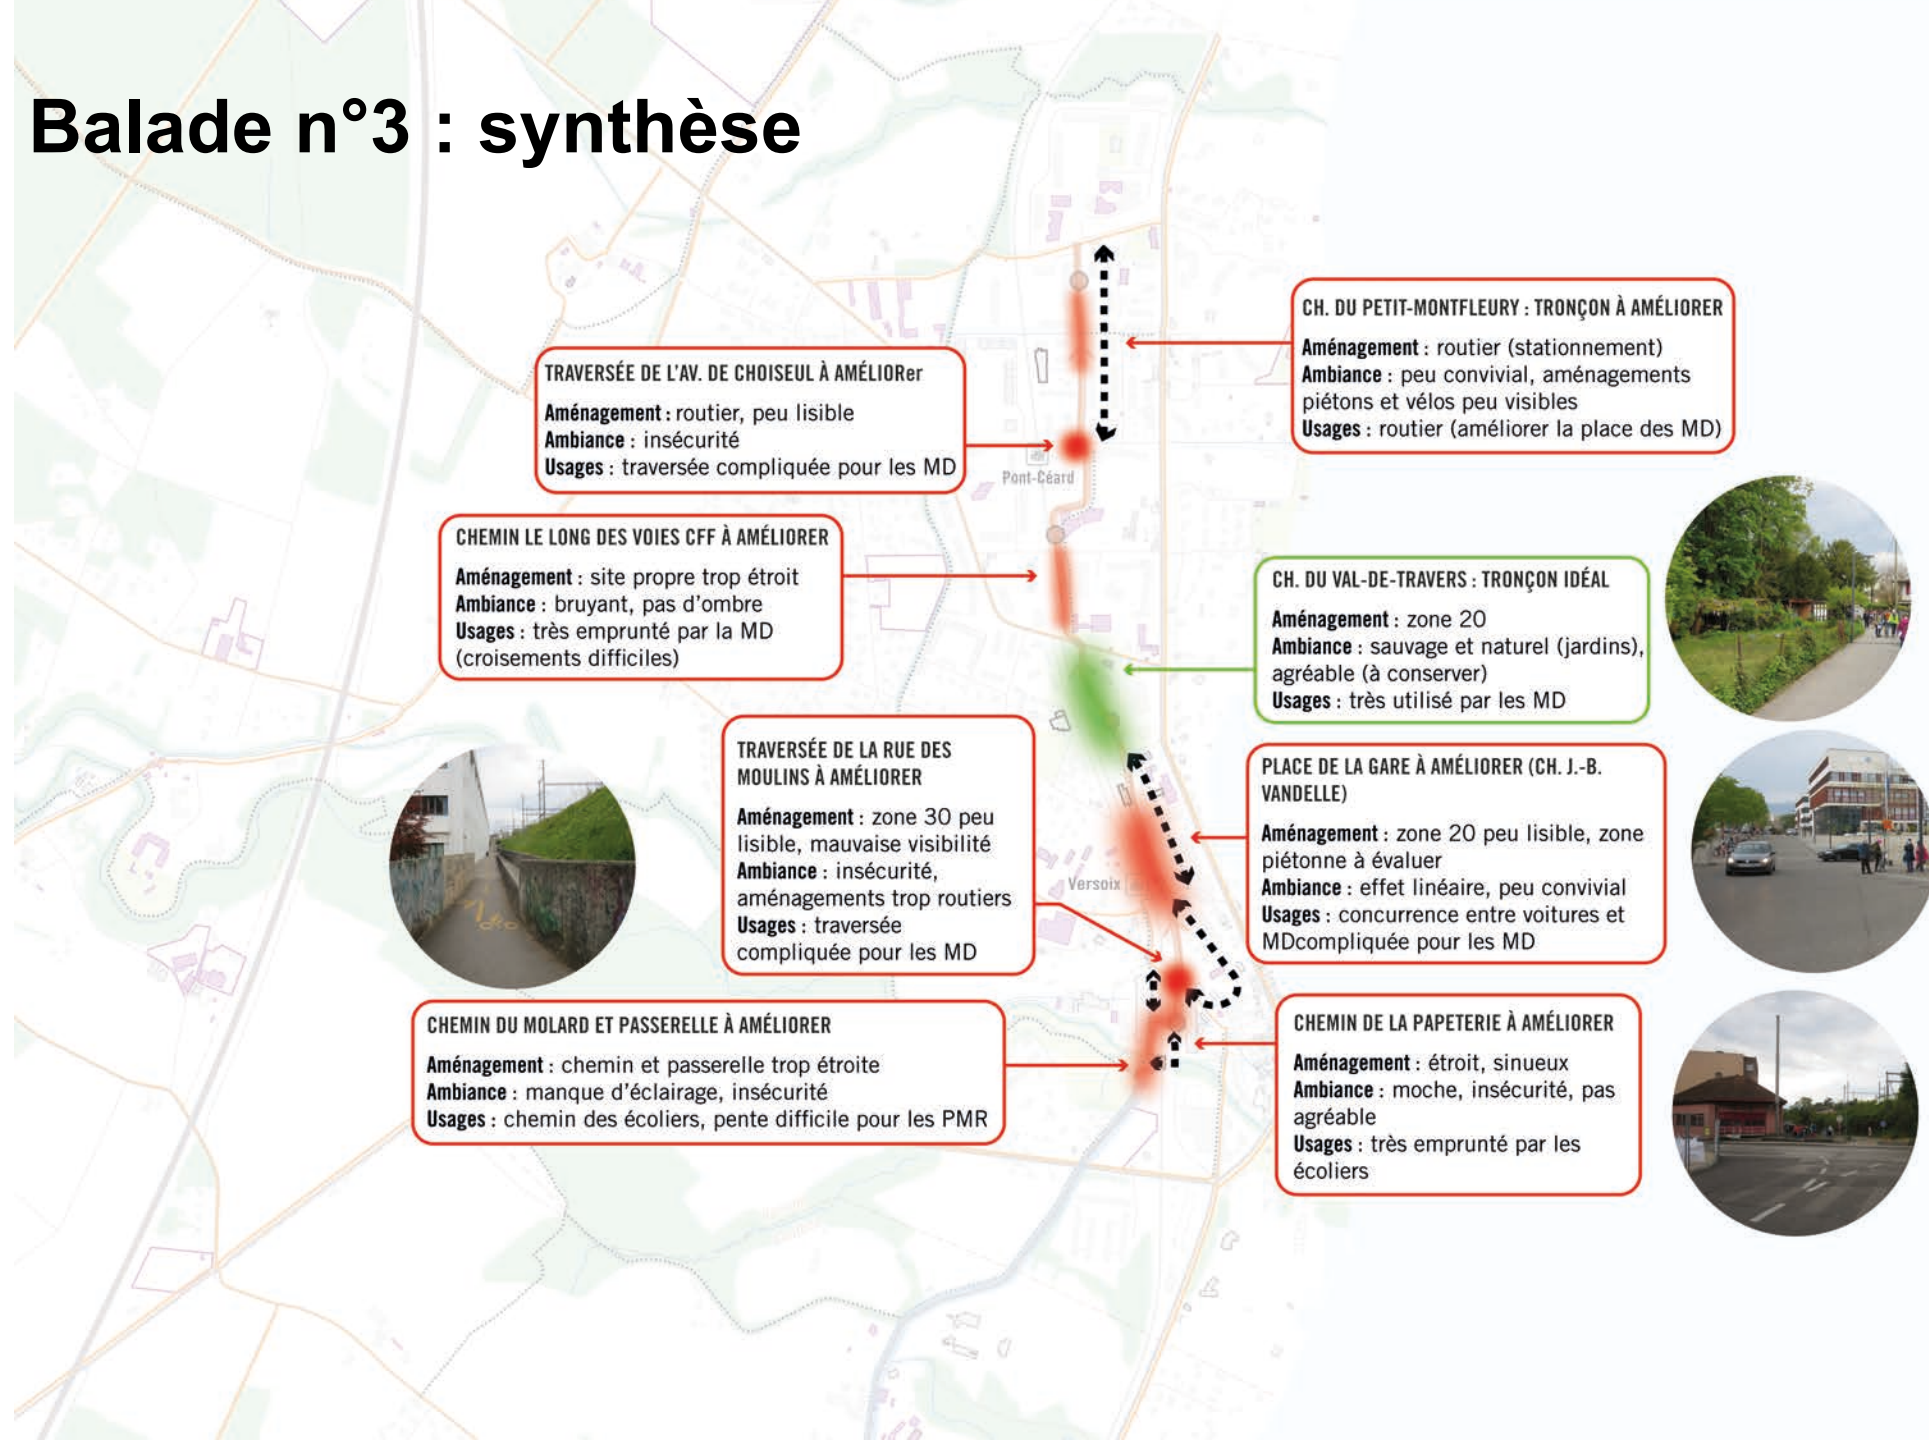 Balade n°3 : synthèse
CH. DU PETIT-MONTFLEURY : TRONÇON À AMÉLIORER
Aménagement : routier (stationnement)
Ambiance : peu convivial, aménagements
piétons et vélos peu visibles
Usages : routier (améliorer la place des MD)
TRAVERSÉE DE L'AV. DE CHOISEUL À AMÉLIORer
Aménagement : routier, peu lisible
Ambiance : insécurité
Usages : traversée compliquée pour les MD
Pont-Céard
CHEMIN LE LONG DES VOIES CFF À AMÉLIORER
Aménagement : site propre trop étroit
Ambiance : bruyant, pas d'ombre
Usages : très emprunté par la MD
(croisements difficiles)
CH. DU VAL-DE-TRAVERS : TRONÇON IDÉAL
Aménagement : zone 20
Ambiance : sauvage et naturel (jardins),
agréable (à conserver)
Usages : très utilisé par les MD
TRAVERSÉE DE LA RUE DES
MOULINS À AMÉLIORER
Aménagement : zone 30 peu
lisible, mauvaise visibilité
Ambiance : insécurité,
aménagements trop routiers
Usages : traversée
compliquée pour les MD
PLACE DE LA GARE À AMÉLIORER (CH. J.-B.
VANDELLE)
Aménagement : zone 20 peu lisible, zone
piétonne à évaluer
Ambiance : effet linéaire, peu convivial
Usages : concurrence entre voitures et
MDcompliquée pour les MD
Versoix
CHEMIN DU MOLARD ET PASSERELLE À AMÉLIORER
Aménagement : chemin et passerelle trop étroite
Ambiance : manque d'éclairage, insécurité
Usages : chemin des écoliers, pente difficile pour les PMR
CHEMIN DE LA PAPETERIE À AMÉLIORER
Aménagement : étroit, sinueux
Ambiance : moche, insécurité, pas
agréable
Usages : très emprunté par les
écoliers